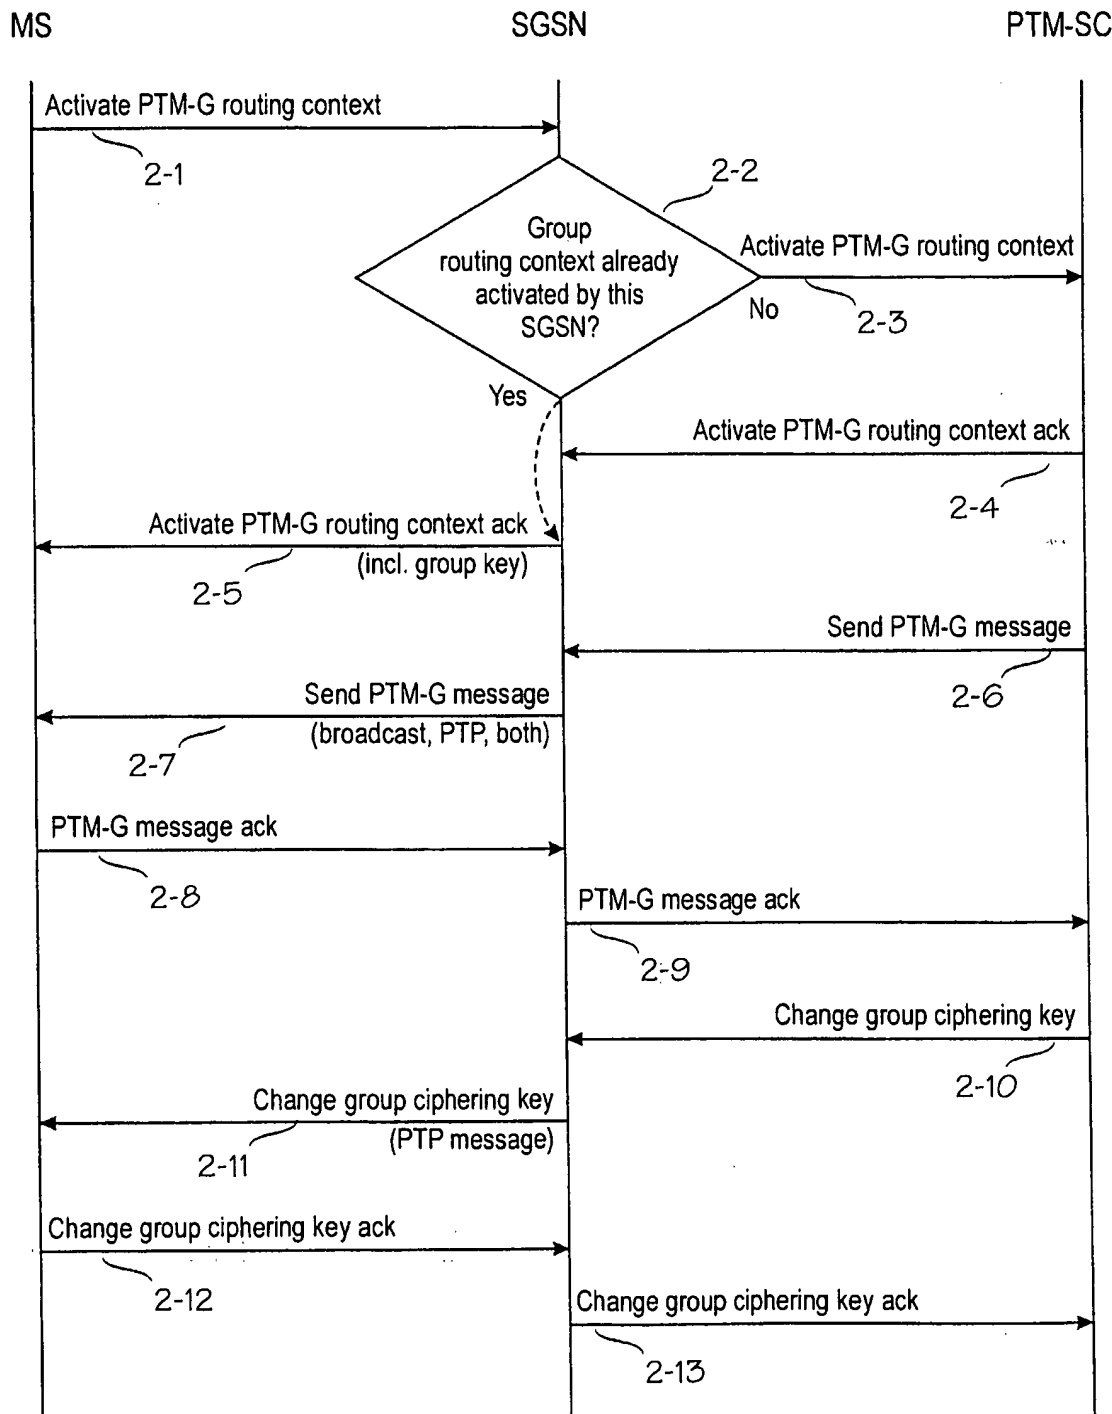 MS SGSN PTM-SC
Activate PTM-G routing context
2-1
2-2
Group
routing context already
activated by this
SGSN?
Activate PTM-G routing context
No
2-3
Yes
Activate PTM-G routing context ack
2-4
Activate PTM-G routing context ack
(incl. group key)
2-5
Send PTM-G message
2-6
Send PTM-G message
(broadcast, PTP, both)
2-7
PTM-G message ack
2-8
PTM-G message ack
2-9
Change group ciphering key
2-10
Change group ciphering key
(PTP message)
2-11
Change group ciphering key ack
2-12
Change group ciphering key ack
2-13